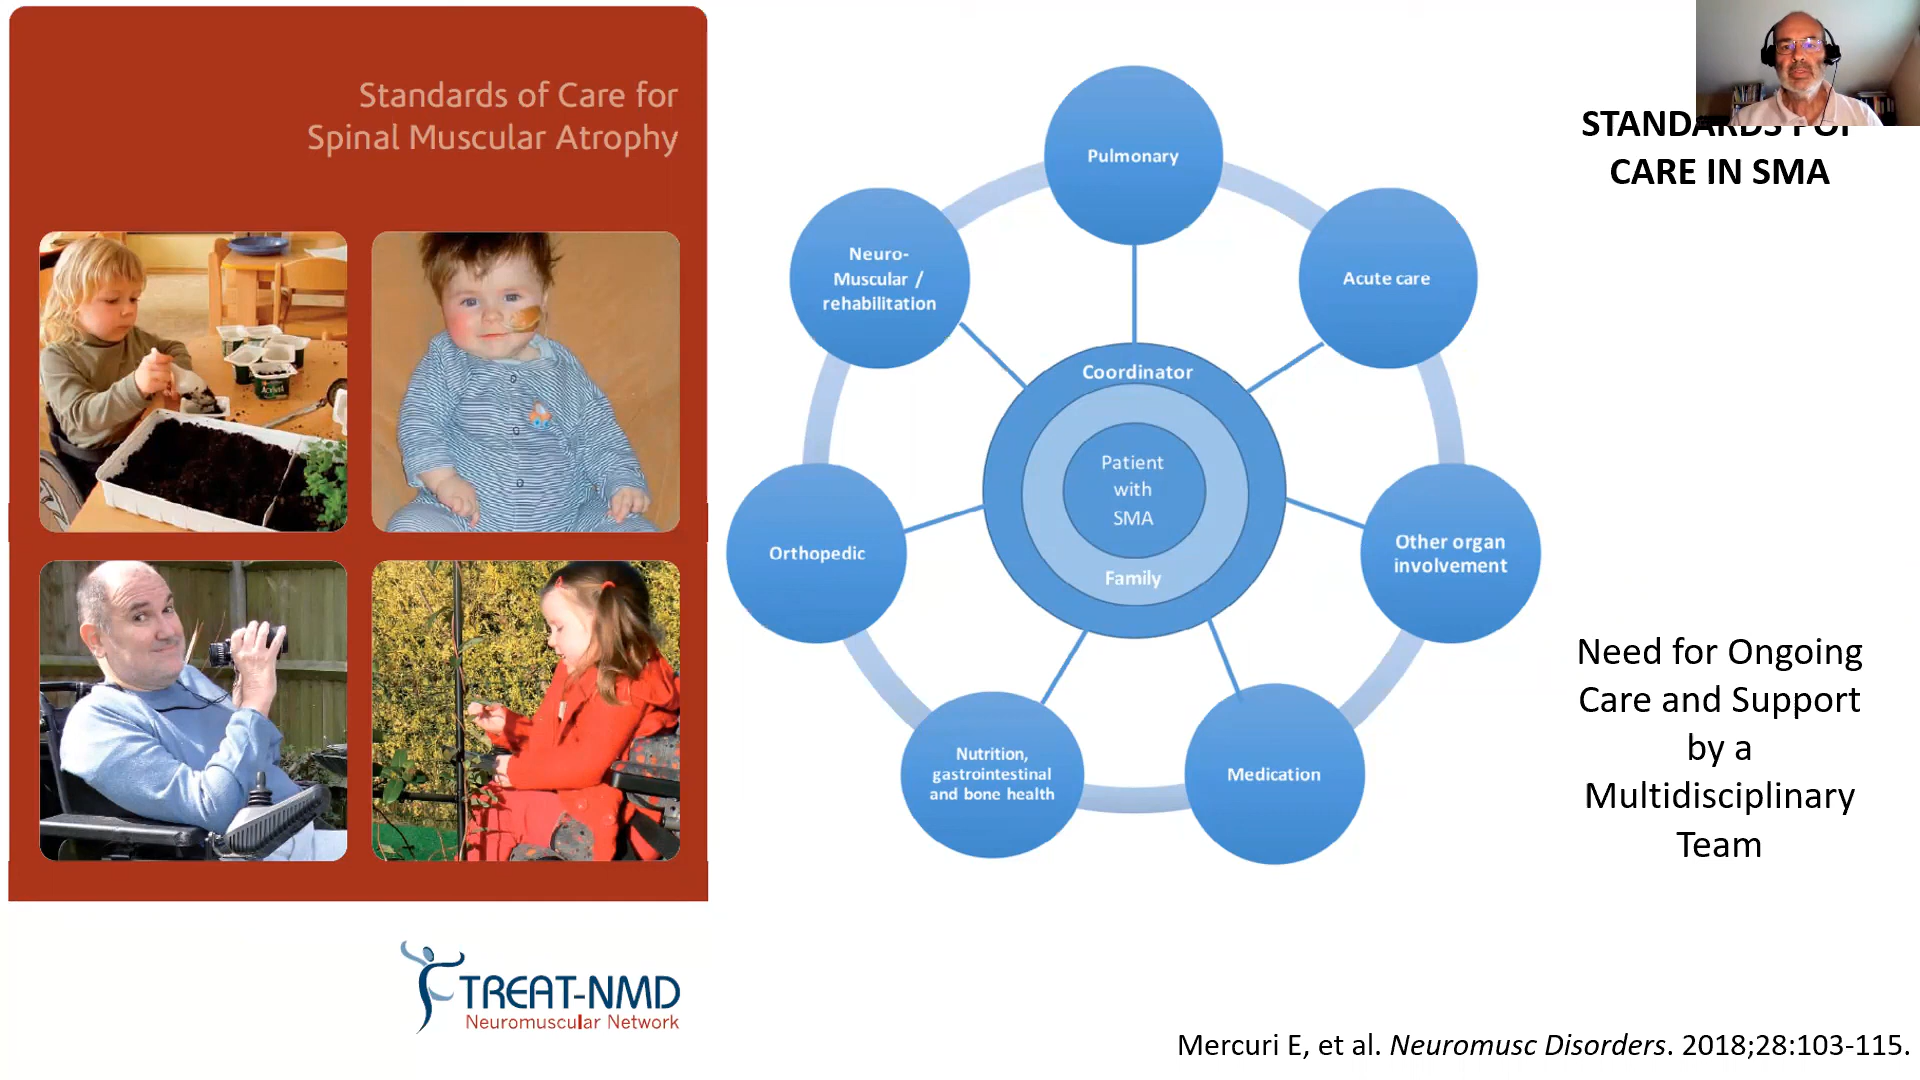 Standards of Care for
Spinal Muscular Atrophy
TREAT-NMD
Neuromuscular Network
Pulmonary
Acute care
Other organ
involvement
Medication
Nutrition,
gastrointestinal
and bone health
Orthopedic
Neuro-
Muscular /
rehabilitation
Coordinator
Patient
with
SMA
Family
STANDARDS FOR
CARE IN SMA
Need for Ongoing
Care and Support
by a
Multidisciplinary
Team
Mercuri E, et al. Neuromusc Disorders. 2018;28:103-115.